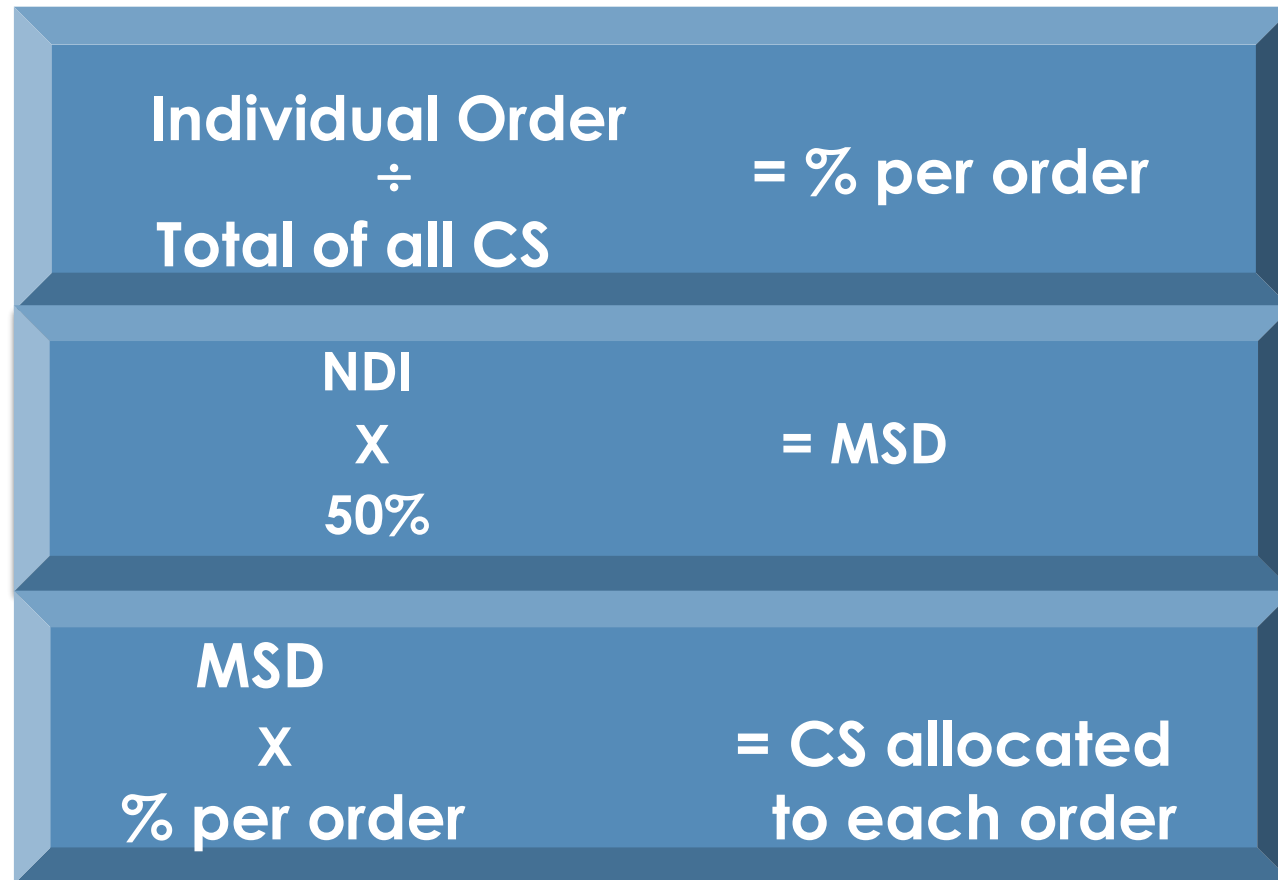 Individual Order
÷
= % per order
Total of all CS
NDI
X
= MSD
50%
MSD
X
= CS allocated
% per order
to each order